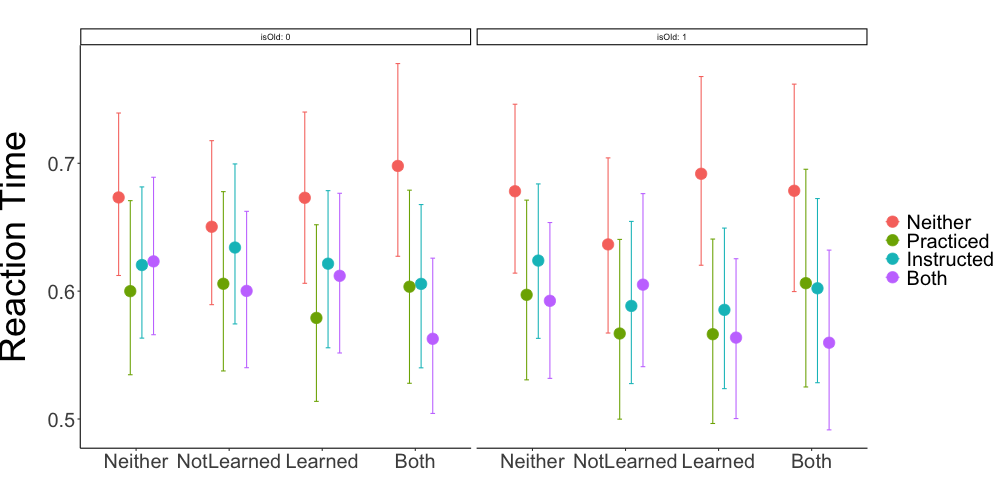 isOld: 0
isOld: 1
Reaction Time
0.7
0.6
0.5
Neither NotLearned Learned Both
Neither NotLearned Learned Both
Neither
Practiced
Instructed
Both